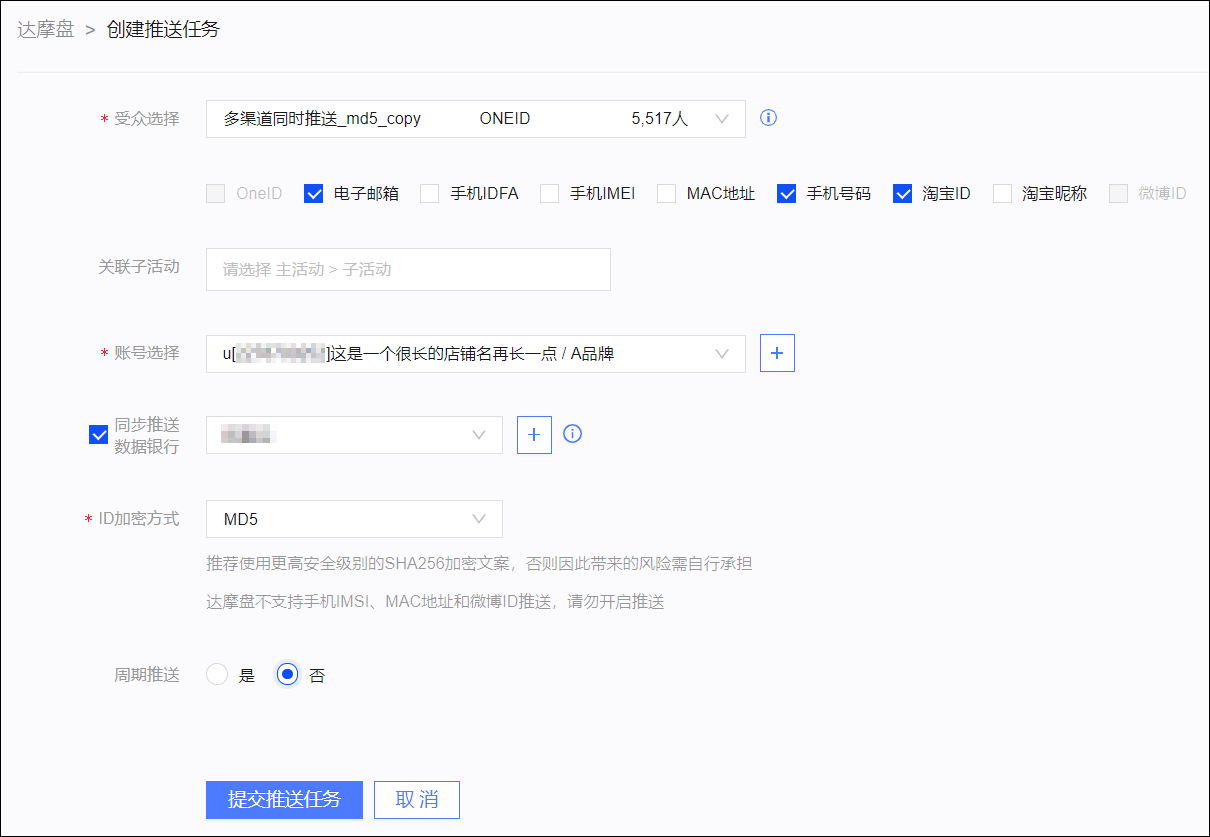 达摩盘 > 创建推送任务
* 受众选择 多渠道同时推送_md5_copy ONEID 5,517人
OneID 电子邮箱 手机IDFA 手机IMEI MAC地址 手机号码 淘宝ID 淘宝昵称 微博ID
关联子活动 请选择 主活动 > 子活动
* 账号选择 u[ ]这是一个很长的店铺名再长一点 / A品牌
同步推送
数据银行
* ID加密方式 MD5
推荐使用更高安全级别的SHA256加密文案，否则因此带来的风险需自行承担
达摩盘不支持手机IMSI、MAC地址和微博ID推送，请勿开启推送
周期推送 是 否
提交推送任务 取 消